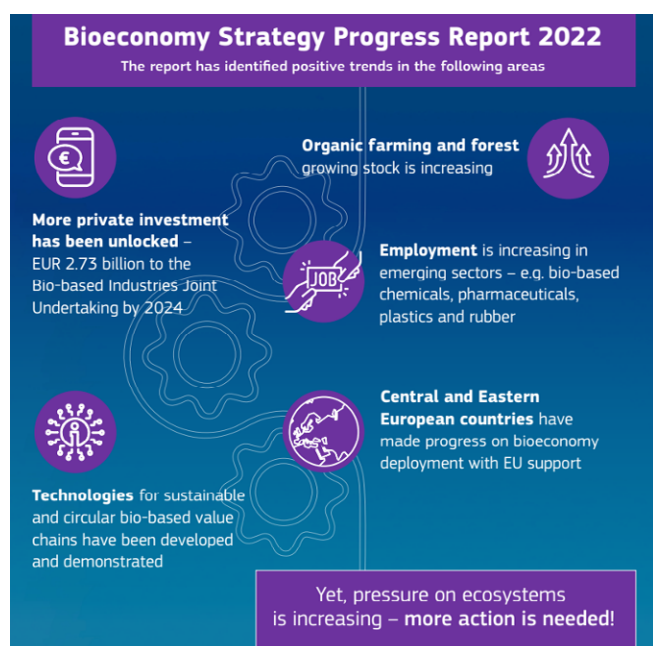 Bioeconomy Strategy Progress Report 2022
The report has identified positive trends in the following areas
€
More private investment
has been unlocked –
EUR 2.73 billion to the
Bio-based Industries Joint
Undertaking by 2024
Organic farming and forest
growing stock is increasing
JOB
Employment is increasing in
emerging sectors – e.g. bio-based
chemicals, pharmaceuticals,
plastics and rubber
i
Technologies for sustainable
and circular bio-based value
chains have been developed
and demonstrated
Central and Eastern
European countries have
made progress on bioeconomy
deployment with EU support
Yet, pressure on ecosystems
is increasing – more action is needed!